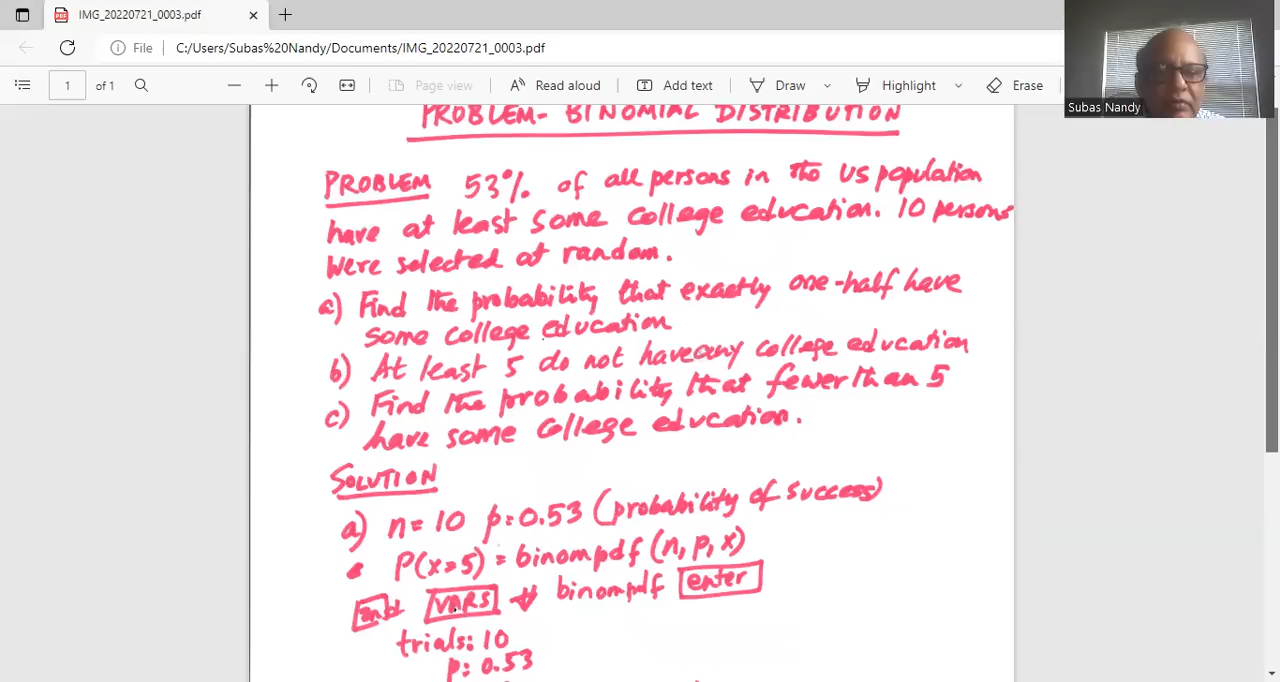 IMG_20220721_0003.pdf
File C:/Users/Subas%20Nandy/Documents/IMG_20220721_0003.pdf
1 of 1 Page view Read aloud Add text Draw Highlight Erase
Subas Nandy
PROBLEM- BINOMIAL DISTRIBUTION
PROBLEM 53% of all persons in the US population
have at least some college education. 10 persons
were selected at random.
a) Find the probability that exactly one-half have
some college education
b) At least 5 do not have any college education
c) Find the probability that fewer than 5
have some college education.
SOLUTION
a) n = 10 p = 0.53 (probability of success)
P(x=5) = binompdf (n, p, x)
2nd VARS ↓ binompdf enter
trials: 10
p: 0.53